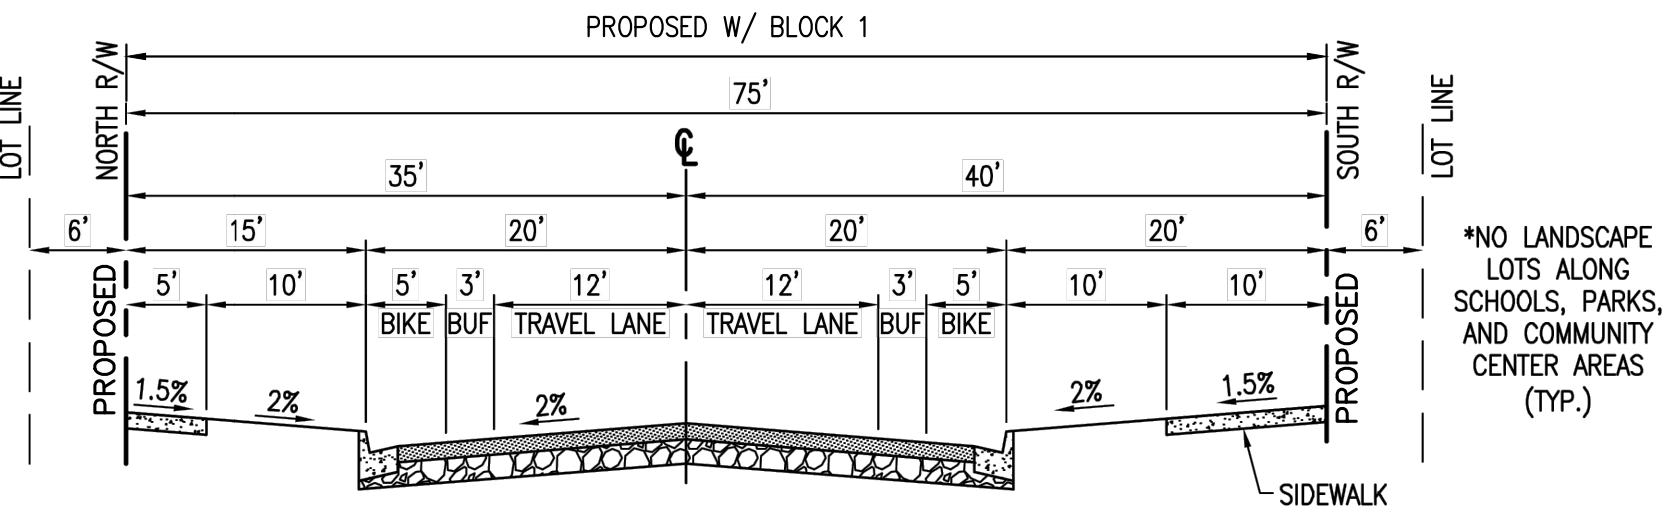 PROPOSED W/ BLOCK 1
LOT LINE
NORTH R/W
SOUTH R/W
LOT LINE
75'
℄
35' 40'
6' 15' 20' 20' 20' 6'
5' 10' 5' 3' 12' 12' 3' 5' 10' 10'
BIKE BUF TRAVEL LANE TRAVEL LANE BUF BIKE
PROPOSED
PROPOSED
*NO LANDSCAPE
LOTS ALONG
SCHOOLS, PARKS,
AND COMMUNITY
CENTER AREAS
(TYP.)
1.5% 2% 2% 2% 1.5%
SIDEWALK